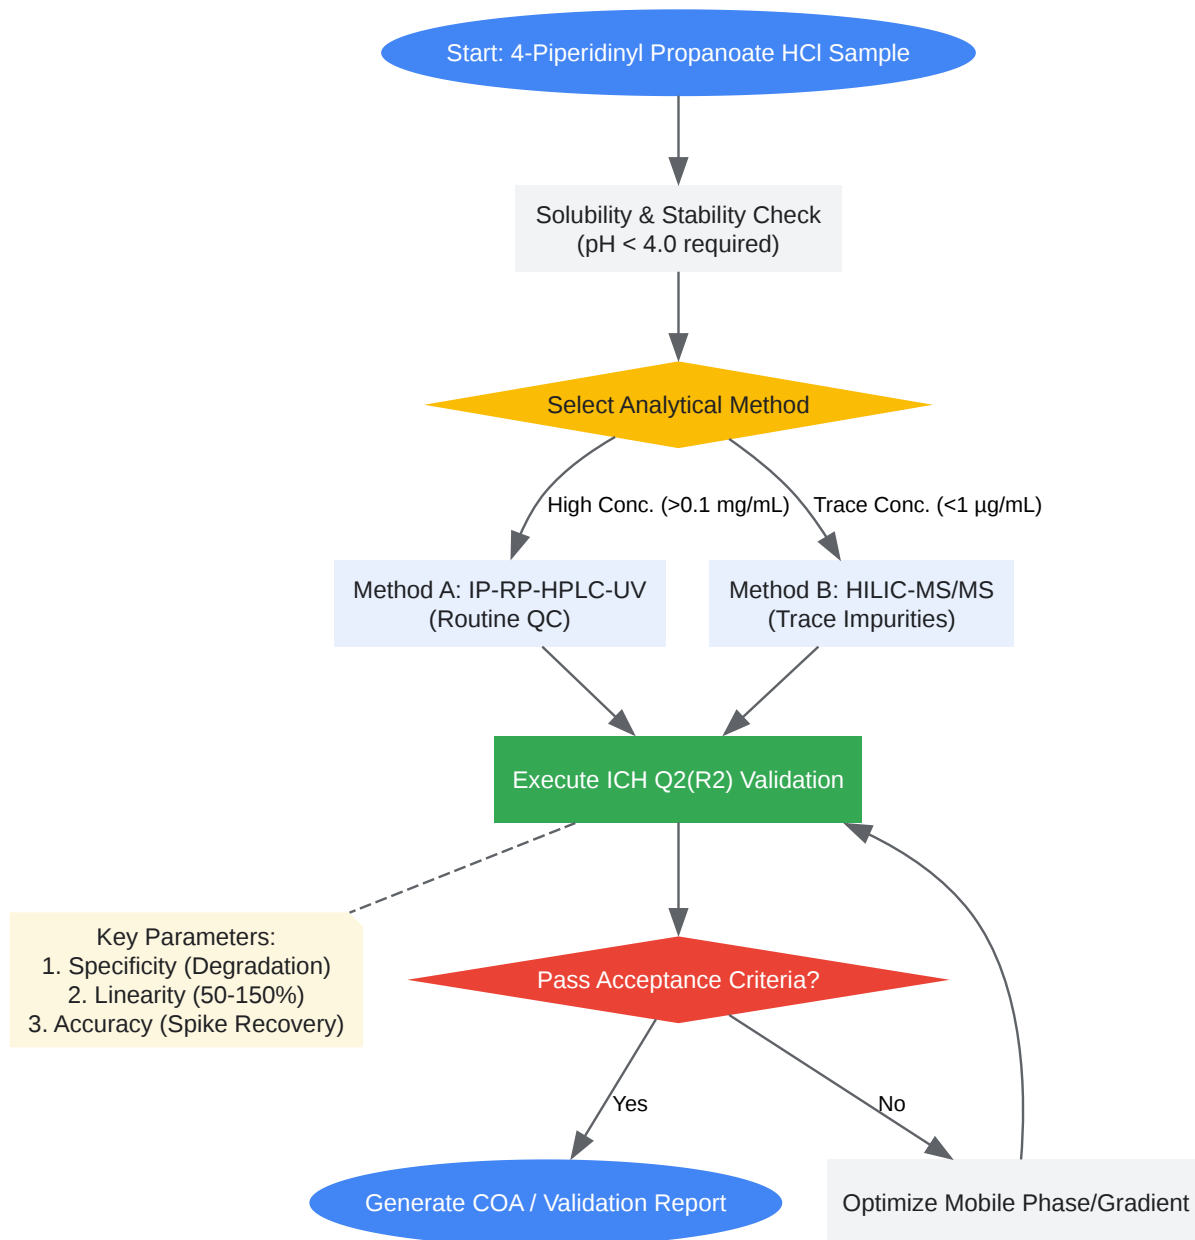 Start: 4-Piperidinyl Propanoate HCl Sample
Solubility & Stability Check
(pH < 4.0 required)
Select Analytical Method
High Conc. (>0.1 mg/mL)
Trace Conc. (<1 µg/mL)
Method A: IP-RP-HPLC-UV
(Routine QC)
Method B: HILIC-MS/MS
(Trace Impurities)
Execute ICH Q2(R2) Validation
Key Parameters:
1. Specificity (Degradation)
2. Linearity (50-150%)
3. Accuracy (Spike Recovery)
Pass Acceptance Criteria?
Yes
No
Generate COA / Validation Report
Optimize Mobile Phase/Gradient